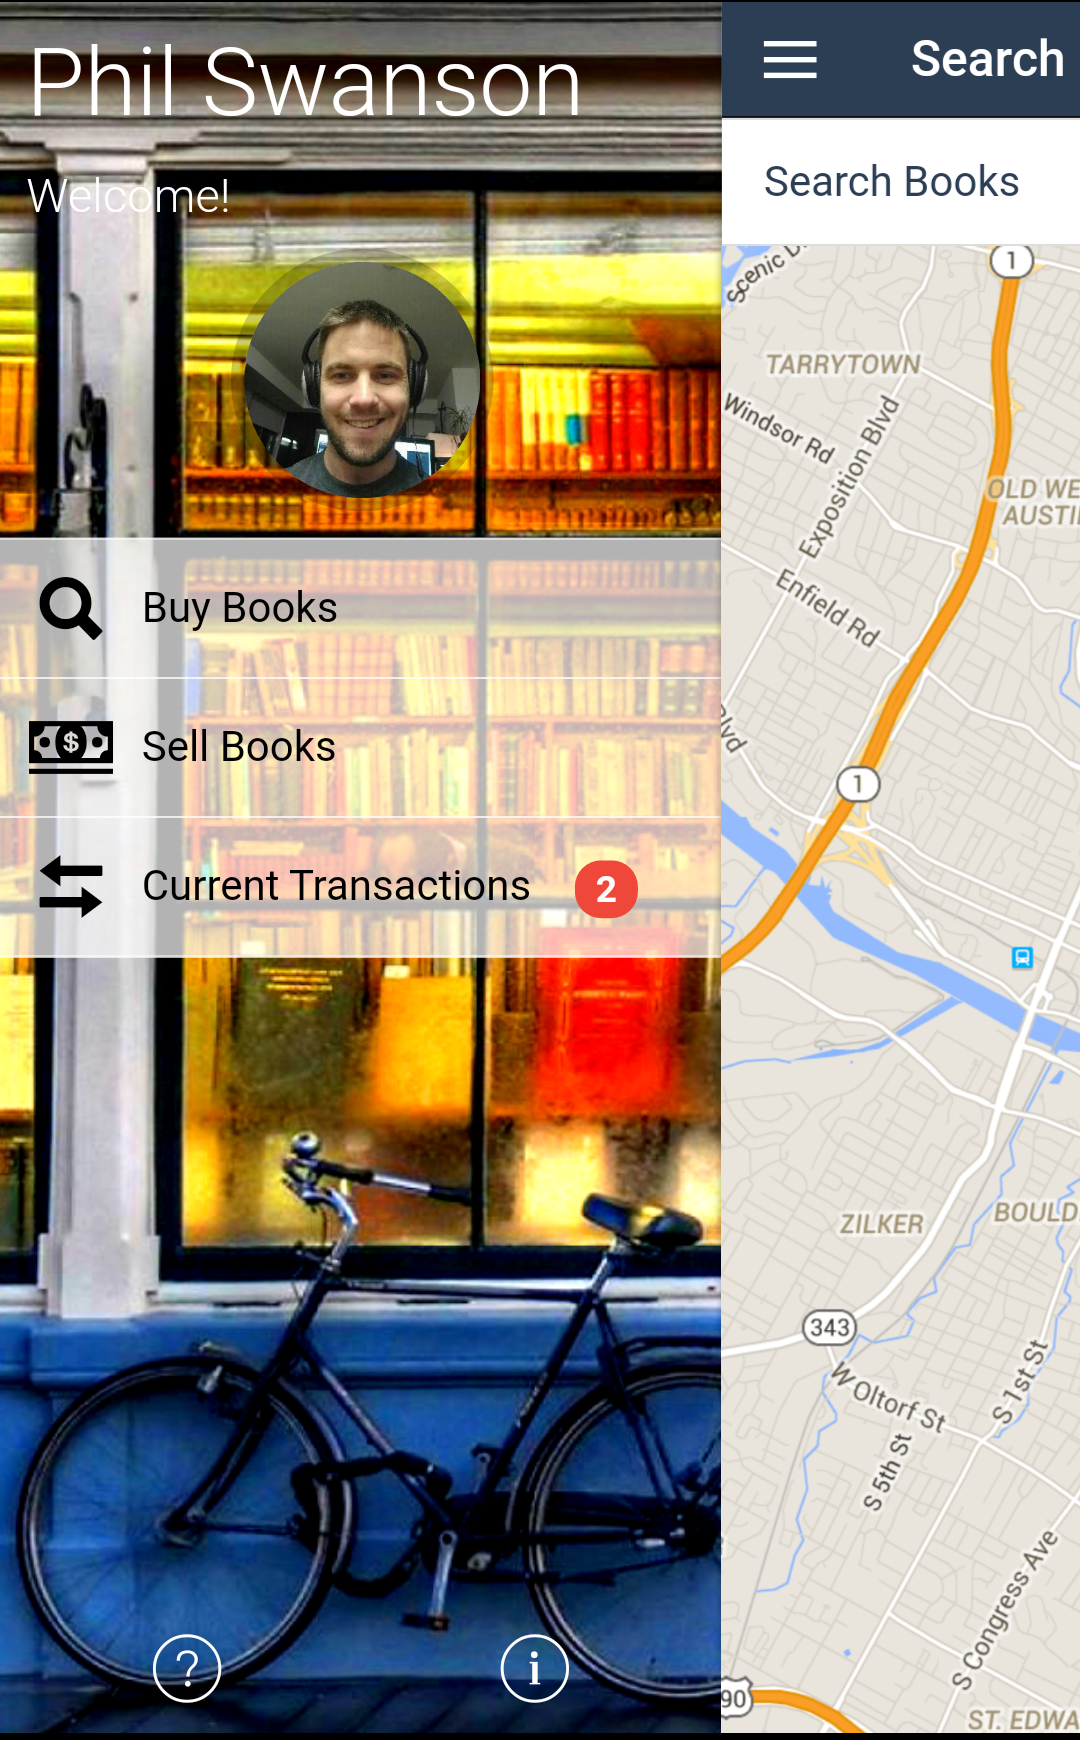 Phil Swanson
Welcome!
Buy Books
$
Sell Books
Current Transactions
2
?
i
Search
Search Books
1
Scenic
TARRYTOWN
Windsor Rd
Exposition Blvd
OLD WE
AUSTI
Enfield Rd
lvd
1
ZILKER
BOULD
343
W Oltorf St
S 1st St
S 5th St
S Congress Ave
90
ST. EDWA